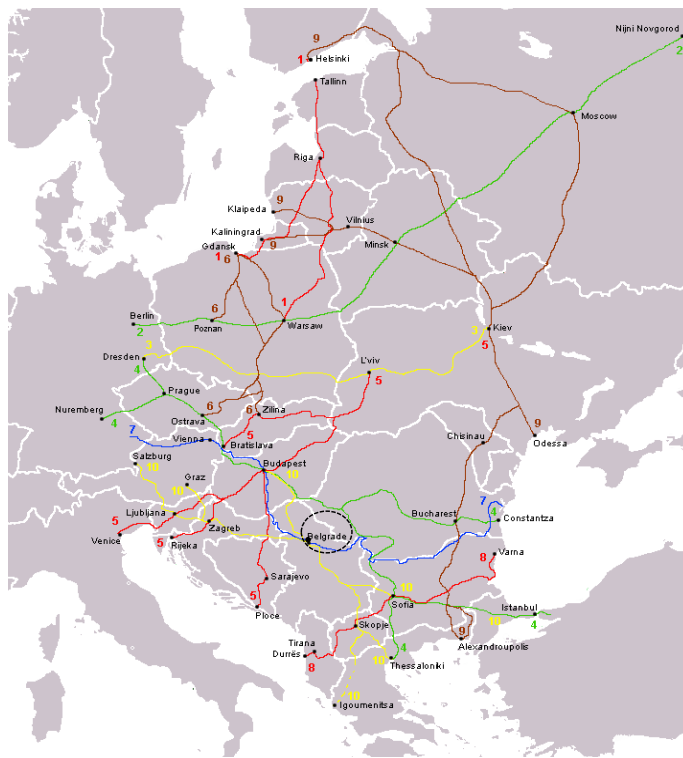 Nijni Novgorod
9
2
1
Helsinki
Tallinn
Moscow
Riga
9
Klaipeda
Vilnius
Kaliningrad
Minsk
Gdansk
9
1
6
1
6
Berlin
3
Kiev
2
Poznan
Warsaw
5
3
Dresden
4
L'viv
5
Prague
Nuremberg
6
6
Zilina
4
Ostrava
9
7
5
Vienna
Chisinau
Odessa
Bratislava
Salzburg
10
Budapest
10
Graz
10
7
Ljubljana
Bucharest
4
Constantza
5
Zagreb
Venice
5
Rijeka
Belgrade
Varna
8
Sarajevo
5
10
Ploce
Sofia
Istanbul
10
4
Skopje
Tirana
Durrës
8
10
9
Alexandroupolis
4
Thessaloniki
10
Igoumenitsa